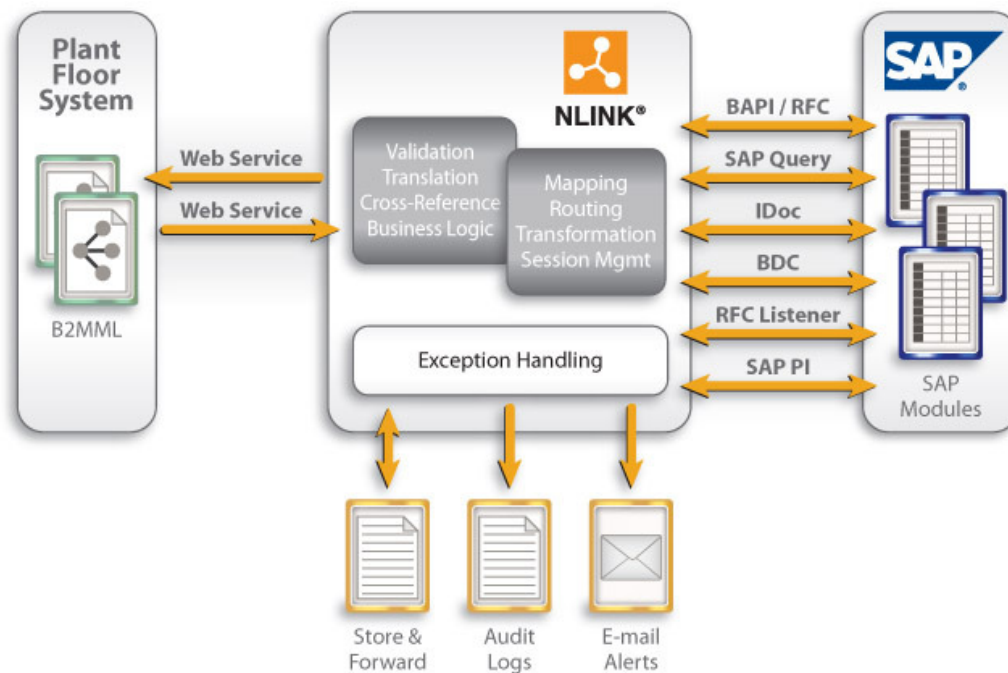 Plant
Floor
System
B2MML
Web Service
Web Service
NLINK®
Validation
Translation
Cross-Reference
Business Logic
Mapping
Routing
Transformation
Session Mgmt
Exception Handling
BAPI / RFC
SAP Query
IDoc
BDC
RFC Listener
SAP PI
SAP®
SAP
Modules
Store &
Forward
Audit
Logs
E-mail
Alerts